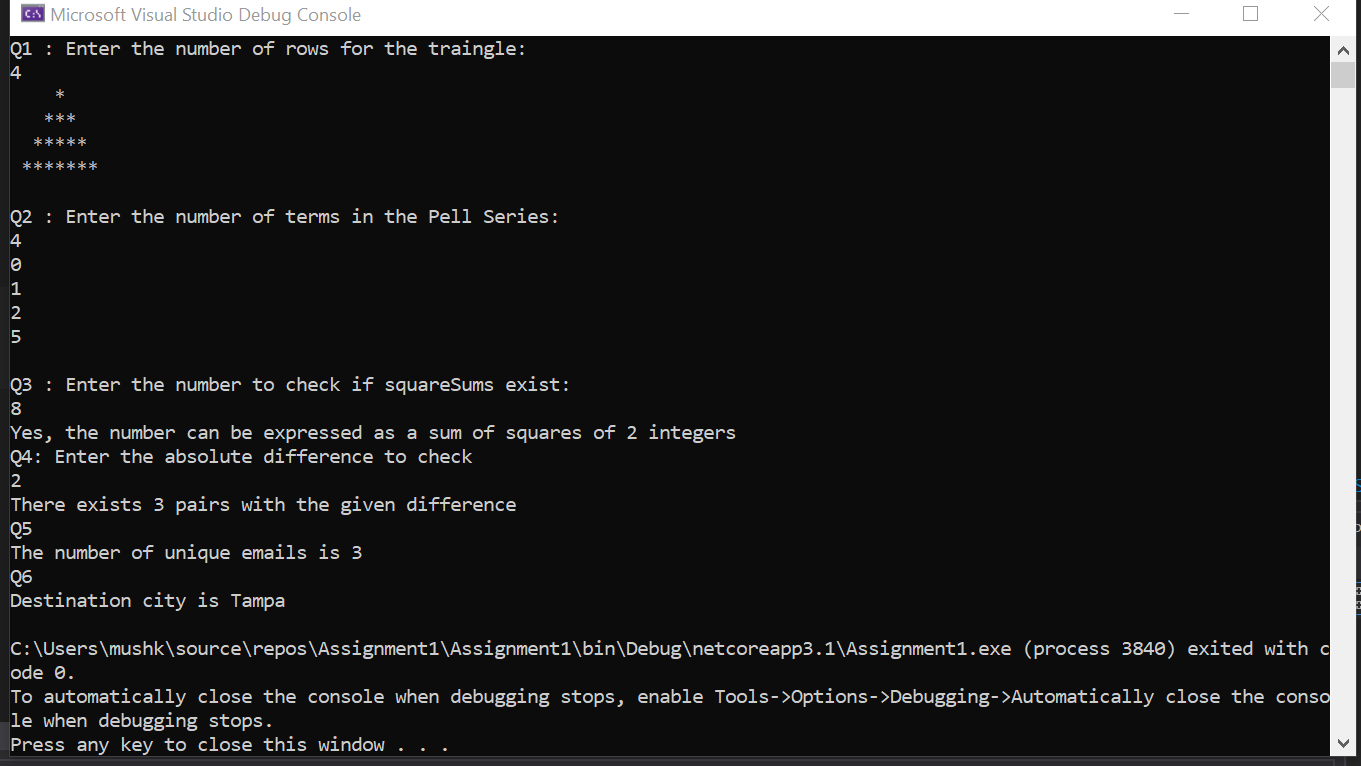 Microsoft Visual Studio Debug Console
Q1 : Enter the number of rows for the traingle:
4
    *
   ***
  *****
 *******
Q2 : Enter the number of terms in the Pell Series:
4
0
1
2
5
Q3 : Enter the number to check if squareSums exist:
8
Yes, the number can be expressed as a sum of squares of 2 integers
Q4: Enter the absolute difference to check
2
There exists 3 pairs with the given difference
Q5
The number of unique emails is 3
Q6
Destination city is Tampa
C:\Users\mushk\source\repos\Assignment1\Assignment1\bin\Debug\netcoreapp3.1\Assignment1.exe (process 3840) exited with c
ode 0.
To automatically close the console when debugging stops, enable Tools->Options->Debugging->Automatically close the conso
le when debugging stops.
Press any key to close this window . . .